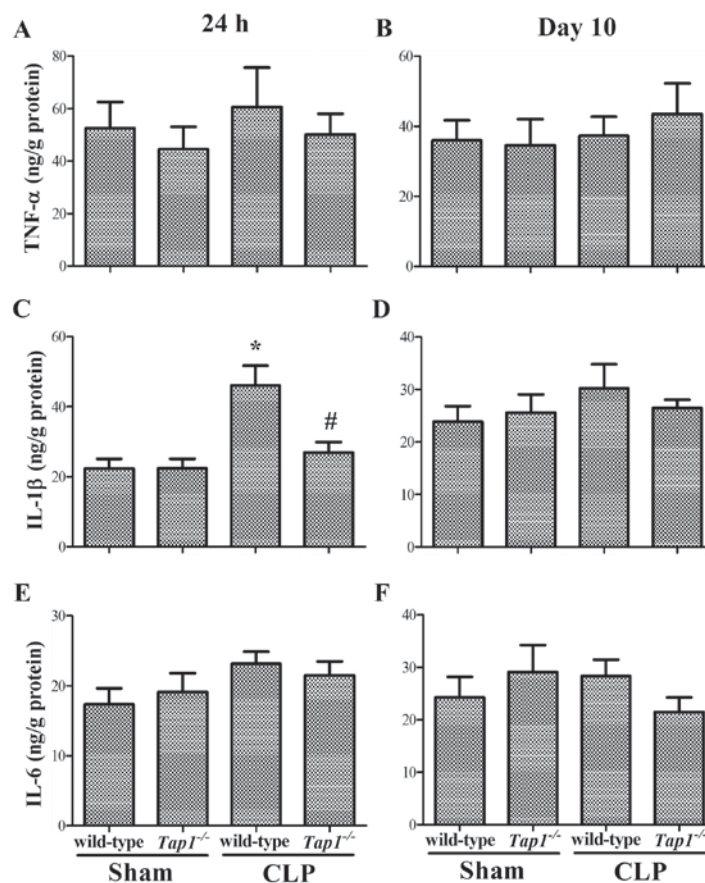 24 h
Day 10
A
B
TNF-α (ng/g protein)
80
60
40
20
0
60
40
20
0
C
D
IL-1β (ng/g protein)
60
40
20
0
*
#
40
30
20
10
0
E
F
IL-6 (ng/g protein)
30
20
10
0
40
30
20
10
0
wild-type Tap1-/- wild-type Tap1-/-
Sham CLP
wild-type Tap1-/- wild-type Tap1-/-
Sham CLP